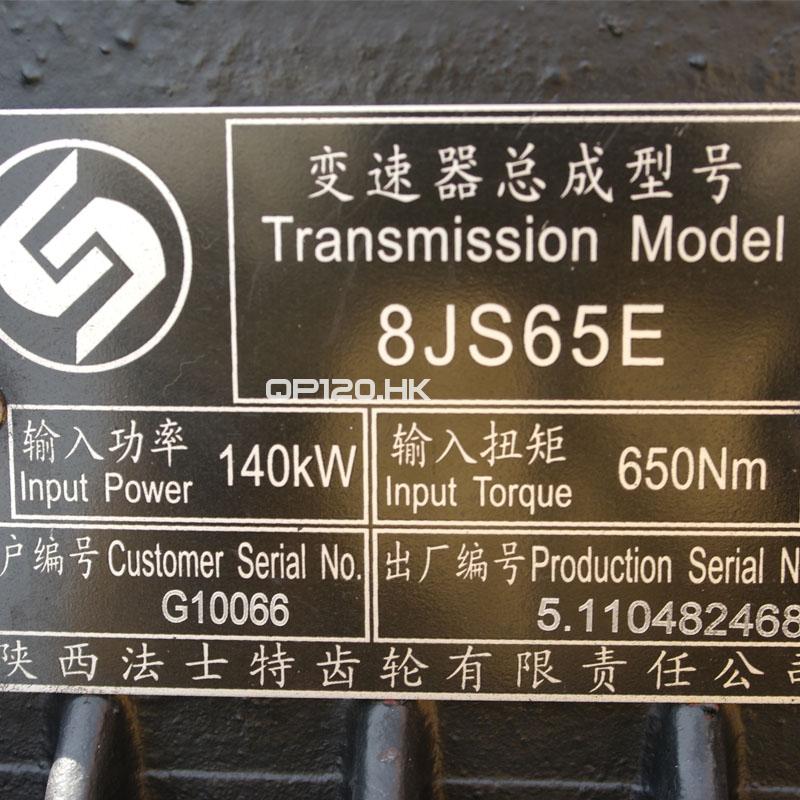 变速器总成型号
Transmission Model
8JS65E
QP120.HK
输入功率
Input Power
140kW
输入扭矩
Input Torque
650Nm
户编号 Customer Serial No.
G10066
出厂编号 Production Serial N
5.110482468
陕西法士特齿轮有限责任公司